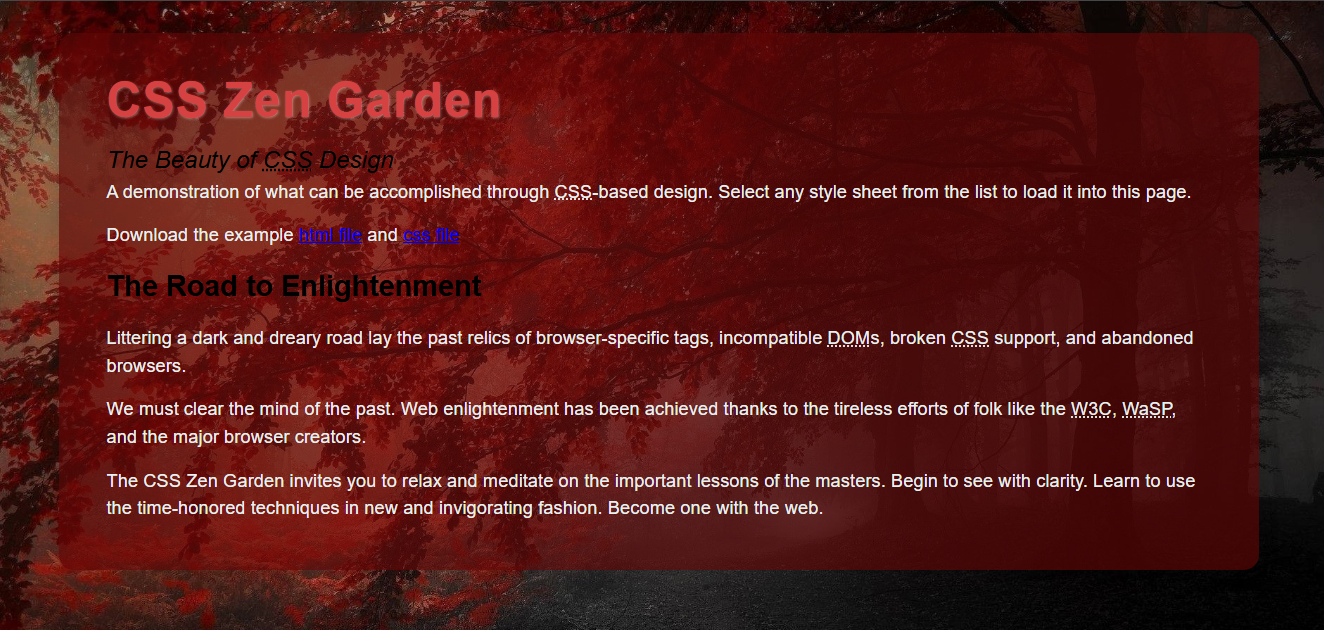 CSS Zen Garden
The Beauty of CSS Design
A demonstration of what can be accomplished through CSS-based design. Select any style sheet from the list to load it into this page.
Download the example html file and css file
The Road to Enlightenment
Littering a dark and dreary road lay the past relics of browser-specific tags, incompatible DOMs, broken CSS support, and abandoned
browsers.
We must clear the mind of the past. Web enlightenment has been achieved thanks to the tireless efforts of folk like the W3C, WaSP,
and the major browser creators.
The CSS Zen Garden invites you to relax and meditate on the important lessons of the masters. Begin to see with clarity. Learn to use
the time-honored techniques in new and invigorating fashion. Become one with the web.